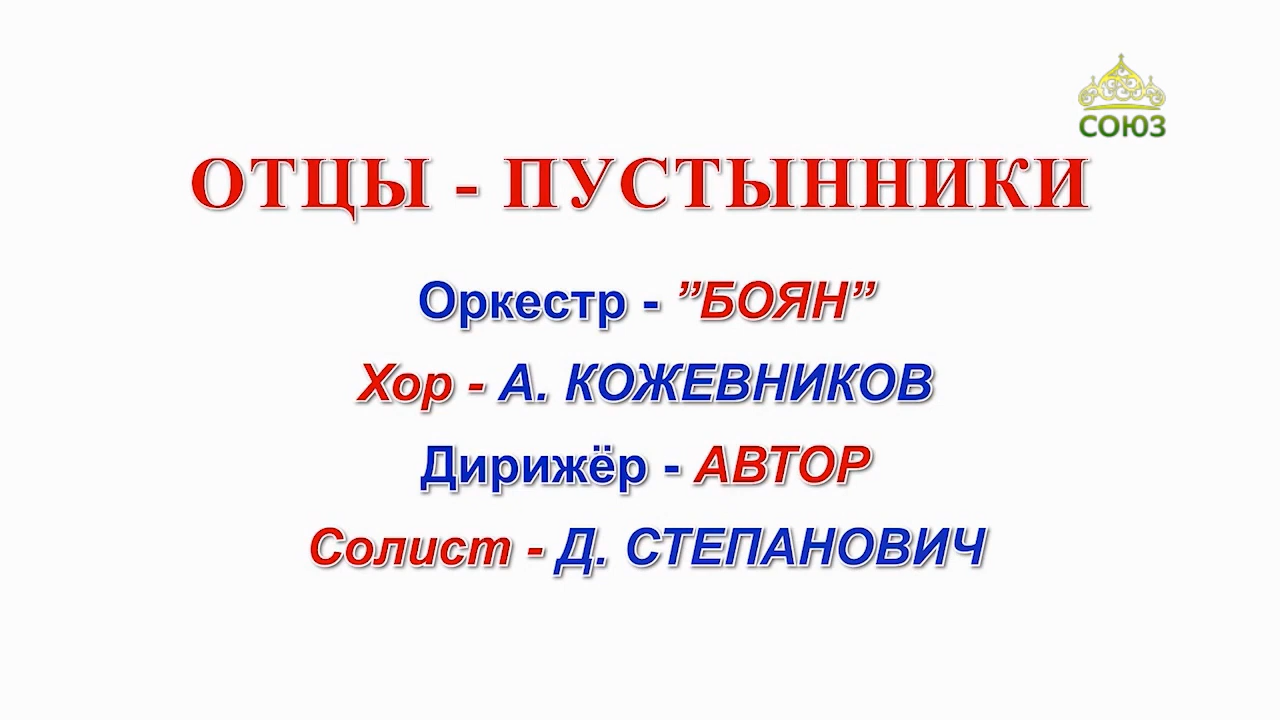 СОЮЗ
ОТЦЫ - ПУСТЫННИКИ
Оркестр - ”БОЯН”
Хор - А. КОЖЕВНИКОВ
Дирижёр - АВТОР
Солист - Д. СТЕПАНОВИЧ